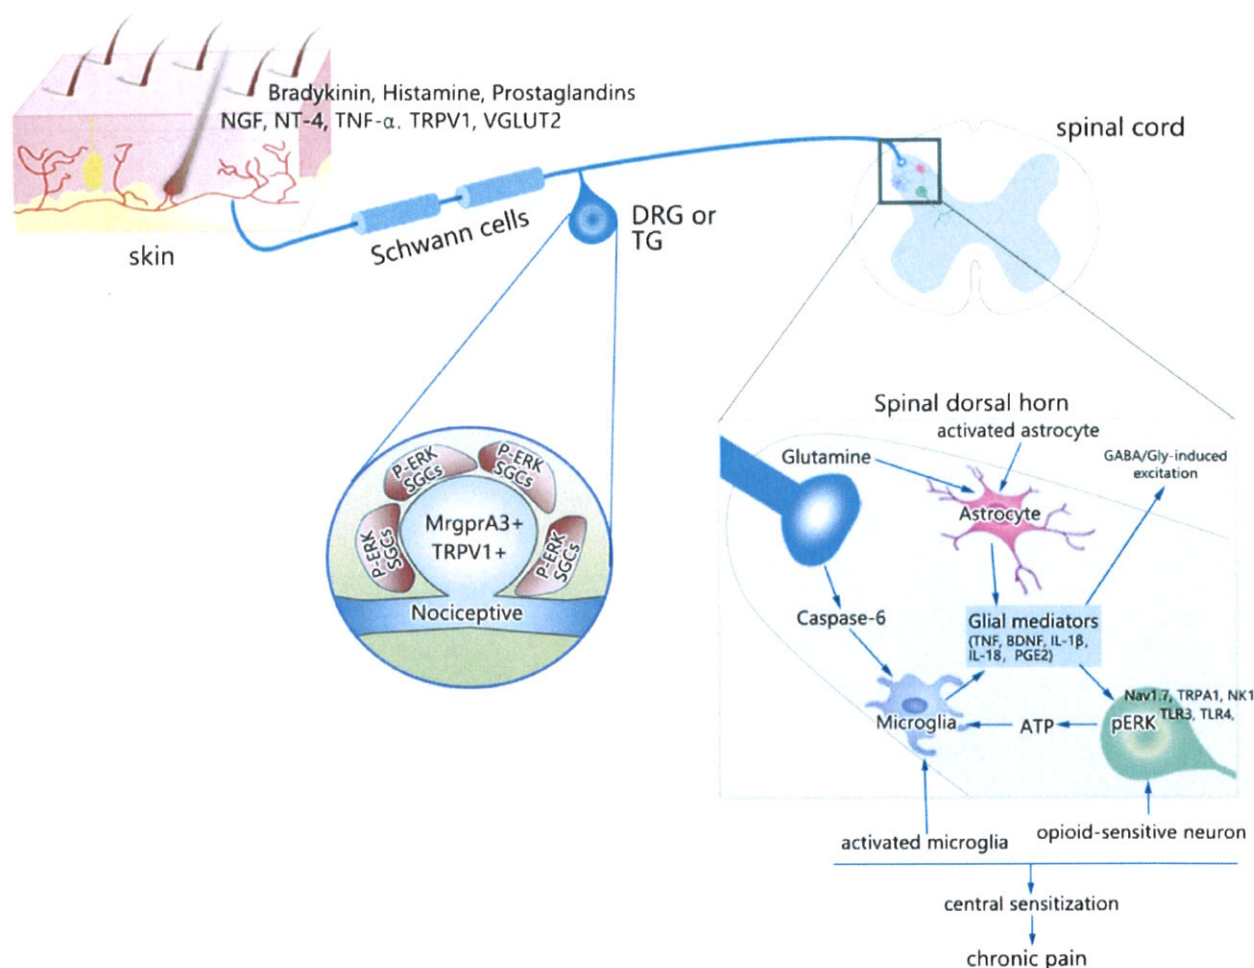 Bradykinin, Histamine, Prostaglandins
NGF, NT-4, TNF-α. TRPV1, VGLUT2
spinal cord
skin
Schwann cells
DRG or
TG
P-ERK
SGCs
P-ERK
SGCs
P-ERK
SGCs
P-ERK
SGCs
MrgprA3+
TRPV1+
Nociceptive
Spinal dorsal horn
activated astrocyte
Glutamine
GABA/Gly-induced
excitation
Astrocyte
Caspase-6
Glial mediators
(TNF, BDNF, IL-1β,
IL-18, PGE2)
Nav1.7, TRPA1, NK1
TLR3, TLR4,
Microglia
ATP
pERK
activated microglia
opioid-sensitive neuron
central sensitization
chronic pain